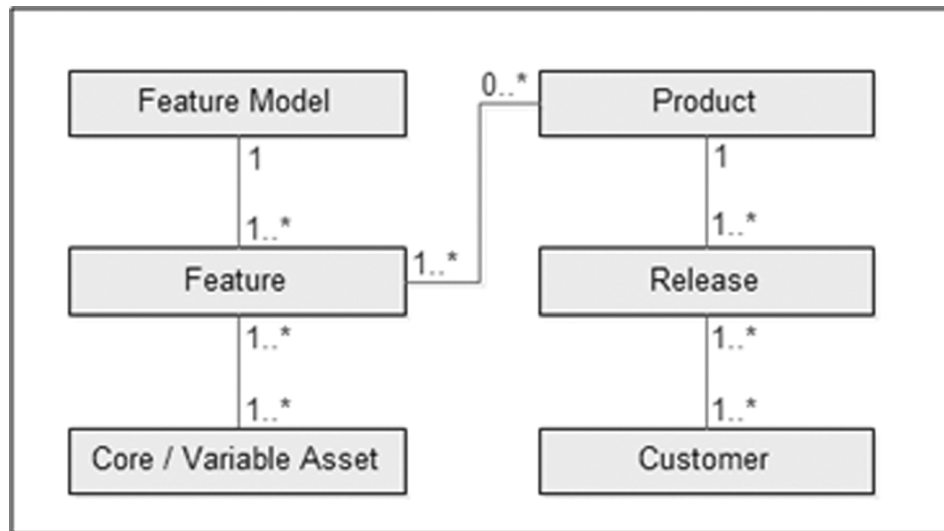 Feature Model
1
1..*
Feature
1..*
1..*
1..*
Core / Variable Asset
0..*
Product
1
1..*
Release
1..*
1..*
Customer